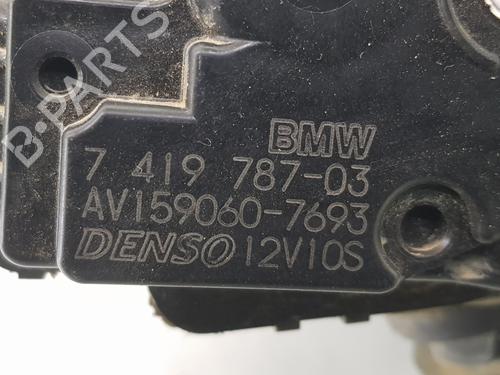 B-PARTS
BMW
7 419 787-03
AV159060-7693
DENSO 12V10S